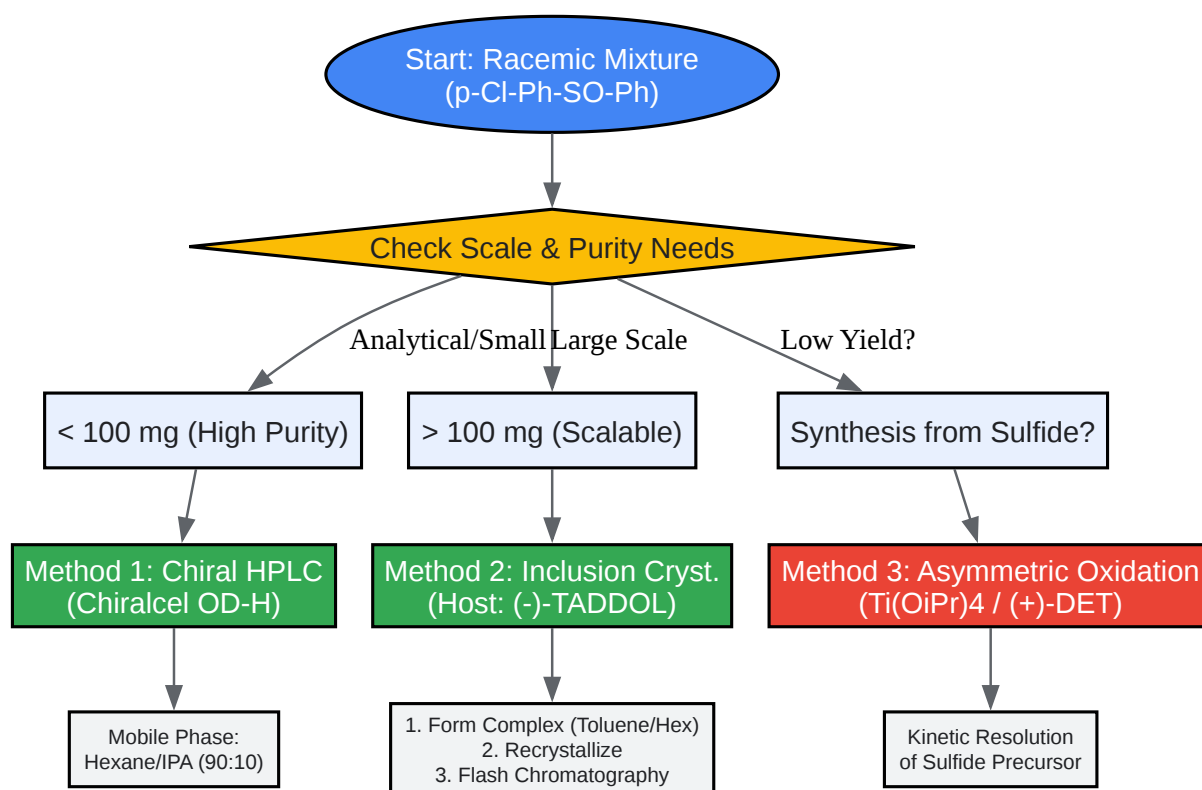 Start: Racemic Mixture
(p-Cl-Ph-SO-Ph)
Check Scale & Purity Needs
Analytical/Small
Large Scale
Low Yield?
< 100 mg (High Purity)
> 100 mg (Scalable)
Synthesis from Sulfide?
Method 1: Chiral HPLC
(Chiralcel OD-H)
Method 2: Inclusion Cryst.
(Host: (-)-TADDOL)
Method 3: Asymmetric Oxidation
(Ti(OiPr)4 / (+)-DET)
Mobile Phase:
Hexane/IPA (90:10)
1. Form Complex (Toluene/Hex)
2. Recrystallize
3. Flash Chromatography
Kinetic Resolution
of Sulfide Precursor